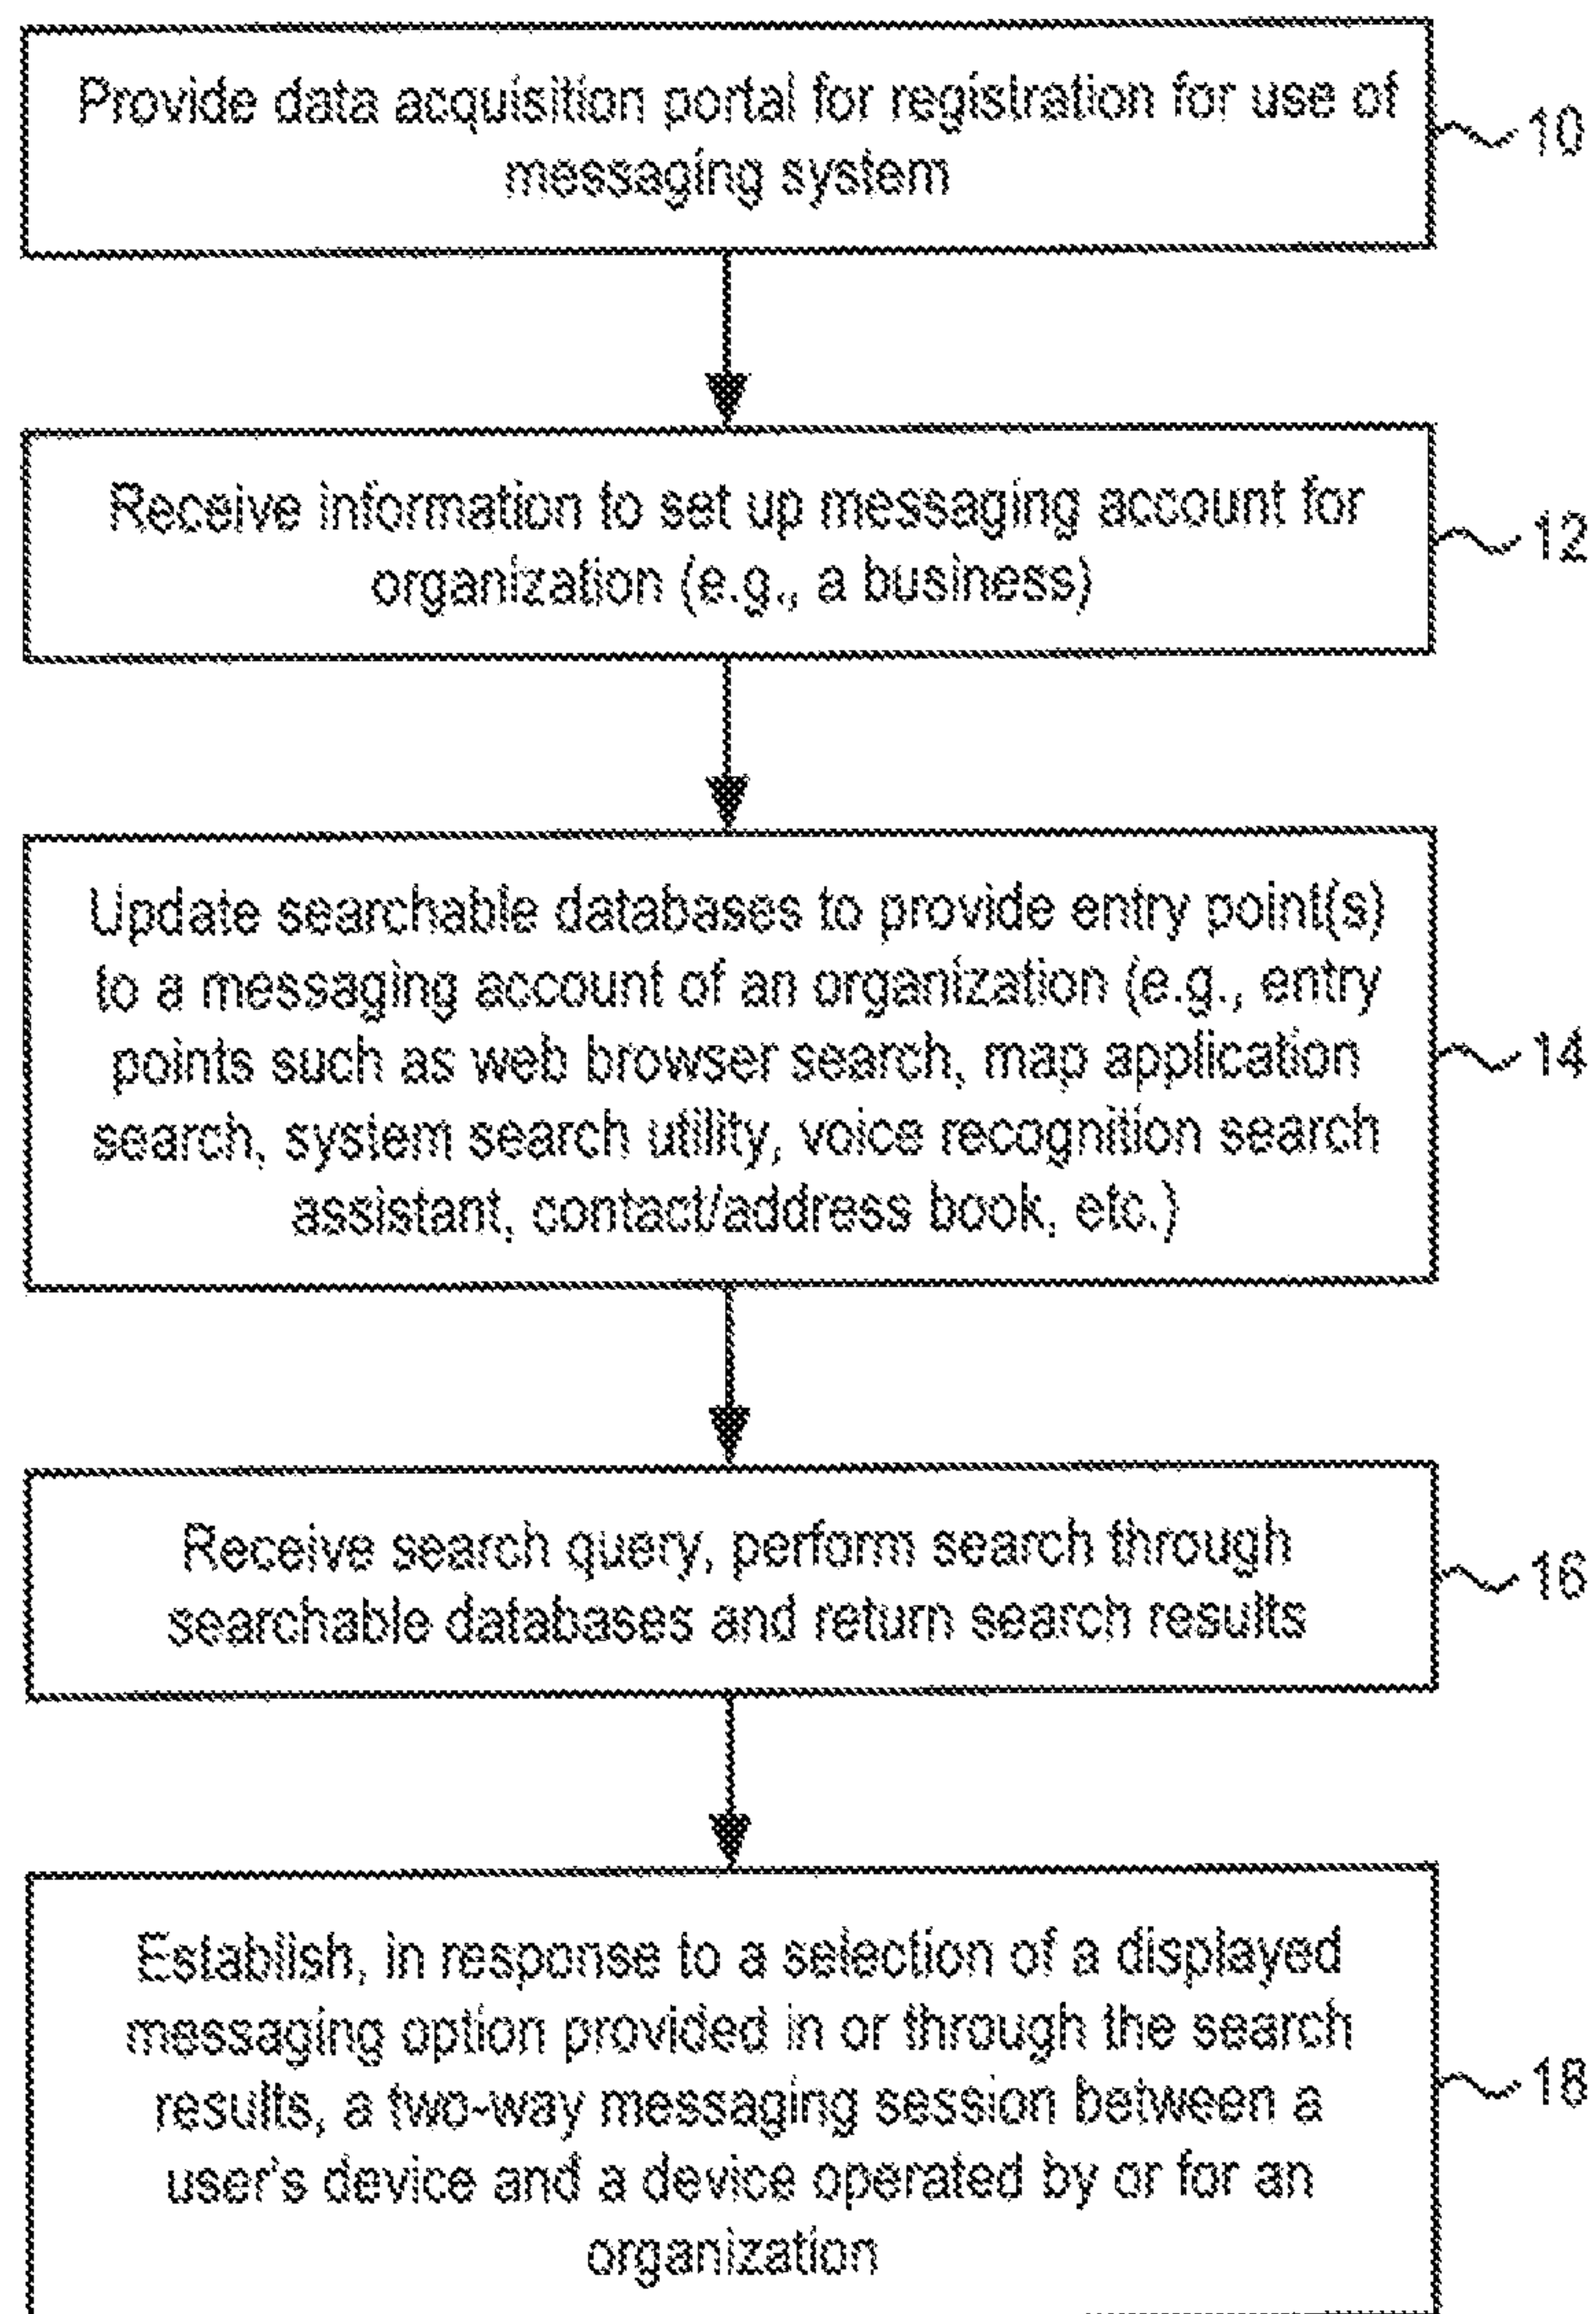 Provide data acquisition portal for registration for use of
messaging system
10
Receive information to set up messaging account for
organization (e.g., a business)
12
Update searchable databases to provide entry point(s)
to a messaging account of an organization (e.g., entry
points such as web browser search, map application
search, system search utility, voice recognition search
assistant, contact/address book, etc.)
14
Receive search query, perform search through
searchable databases and return search results
16
Establish, in response to a selection of a displayed
messaging option provided in or through the search
results, a two-way messaging session between a
user's device and a device operated by or for an
organization
18